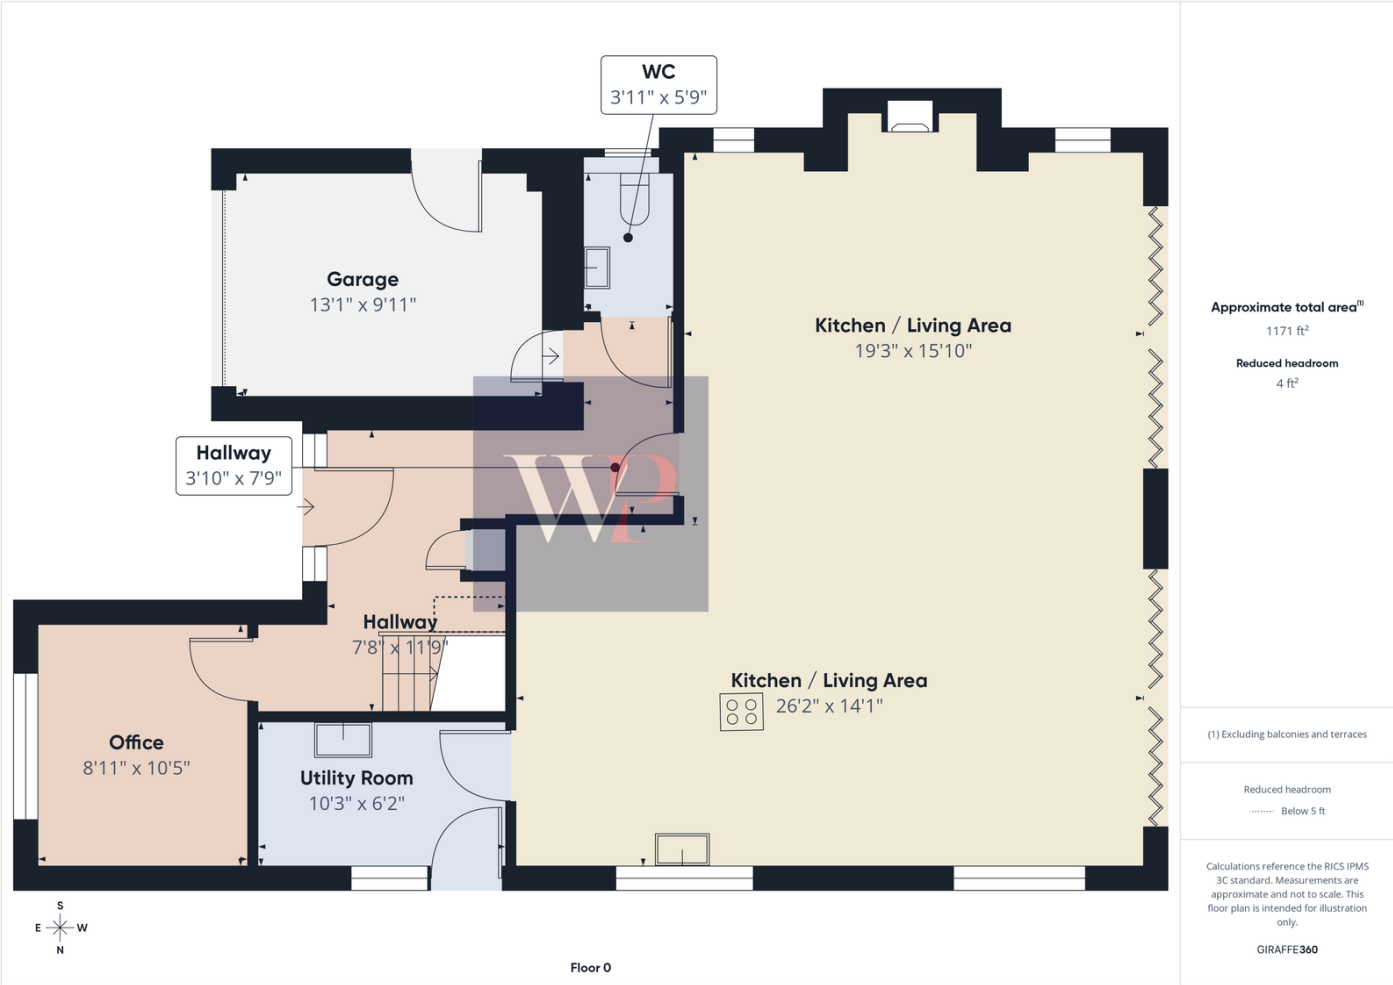 WC
3'11" x 5'9"
Garage
13'1" x 9'11"
Kitchen / Living Area
19'3" x 15'10"
Approximate total area(1)
1171 ft²
Reduced headroom
4 ft²
Hallway
3'10" x 7'9"
WP
Hallway
7'8" x 11'9"
Kitchen / Living Area
26'2" x 14'1"
Office
8'11" x 10'5"
Utility Room
10'3" x 6'2"
(1) Excluding balconies and terraces
Reduced headroom
Below 5 ft
Calculations reference the RICS IPMS
3C standard. Measurements are
approximate and not to scale. This
floor plan is intended for illustration
only.
GIRAFFE360
S
E W
N
Floor 0